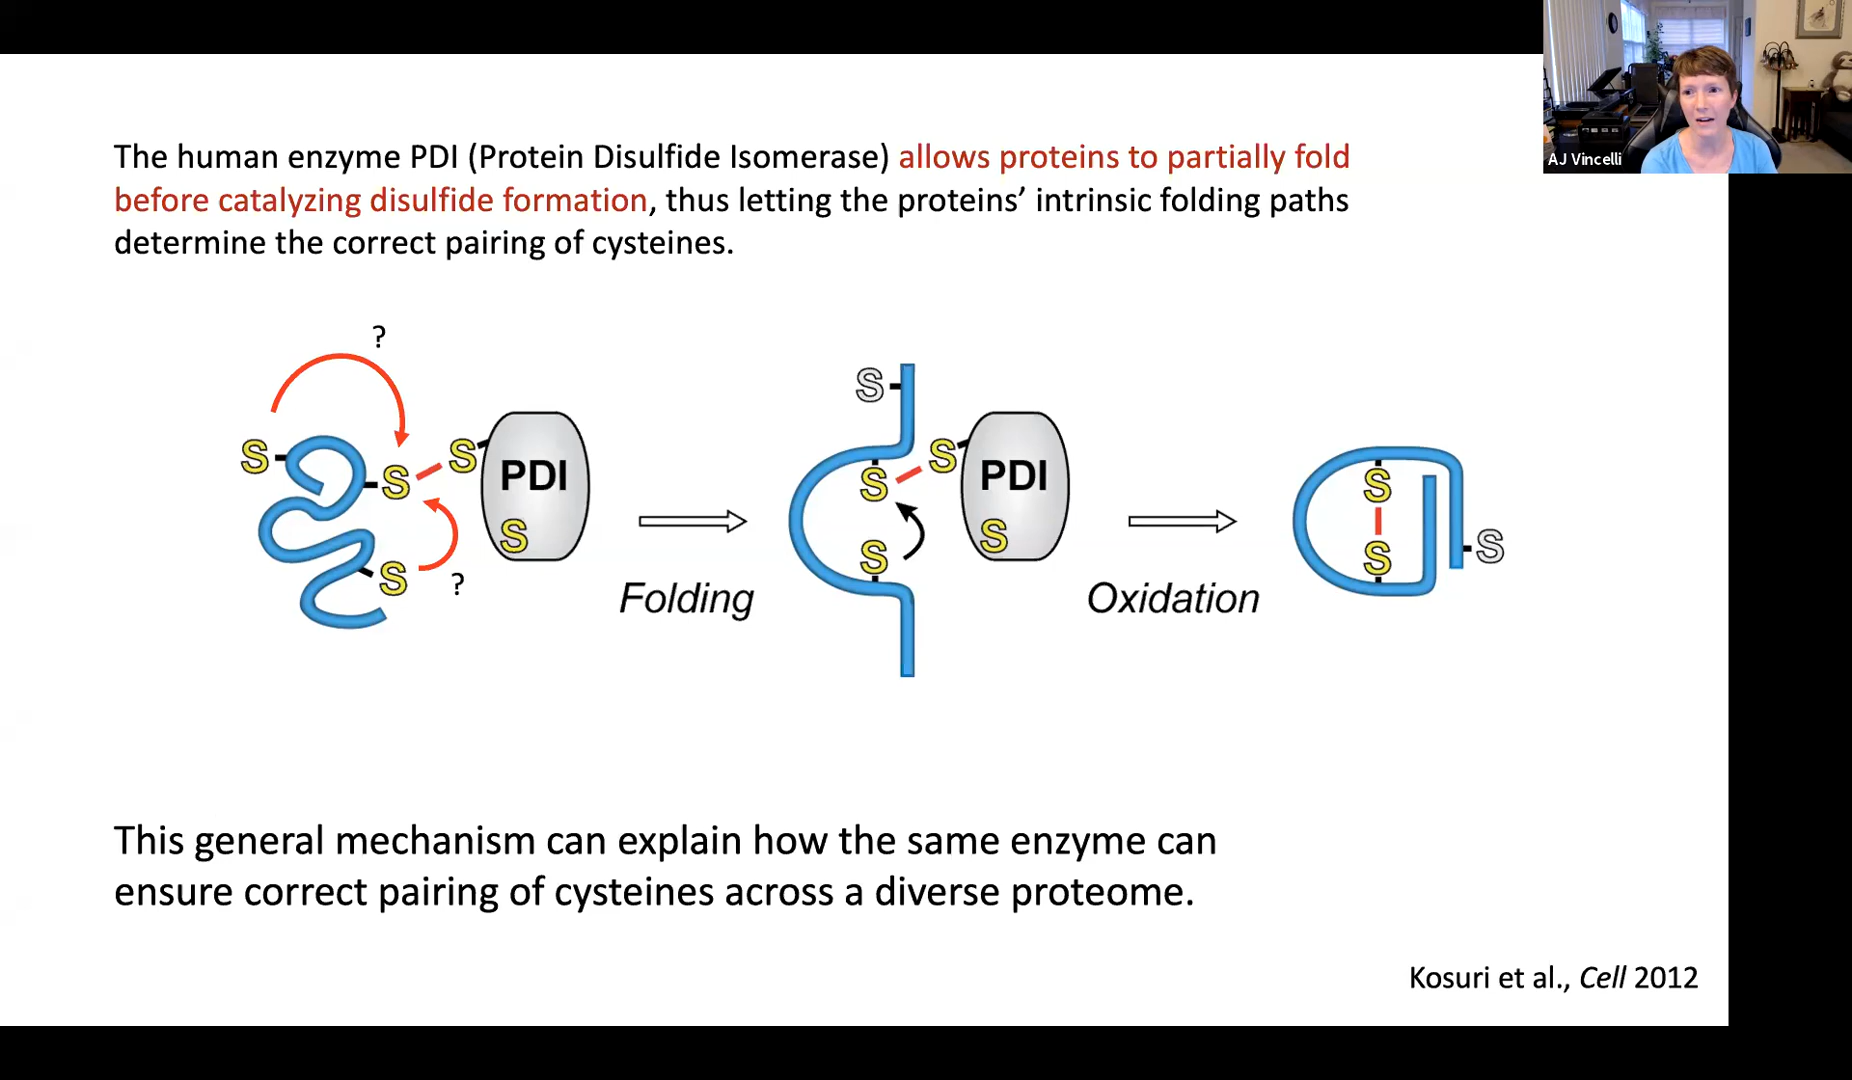 AJ Vincelli
The human enzyme PDI (Protein Disulfide Isomerase) allows proteins to partially fold
before catalyzing disulfide formation, thus letting the proteins’ intrinsic folding paths
determine the correct pairing of cysteines.
?
S
S
S
PDI
S
S
?
Folding
S
S
S
PDI
S
S
Oxidation
S
S
S
This general mechanism can explain how the same enzyme can
ensure correct pairing of cysteines across a diverse proteome.
Kosuri et al., Cell 2012